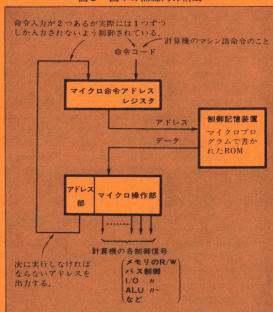 命令入力が2つあるが実際には1つずつ
しか入力されないよう制御されている。
計算機のマシン語命令のこと
命令コード
マイクロ命令アドレス
レジスタ
アドレス
データ
制御記憶装置
マイクロプロ
グラムで書か
れたROM
アドレス
部
マイクロ操作部
計算機の各制御信号
次に実行しなければ
ならないアドレスを
出力する。
メモリのR/W
バス制御
I/O 〃
ALU 〃
など